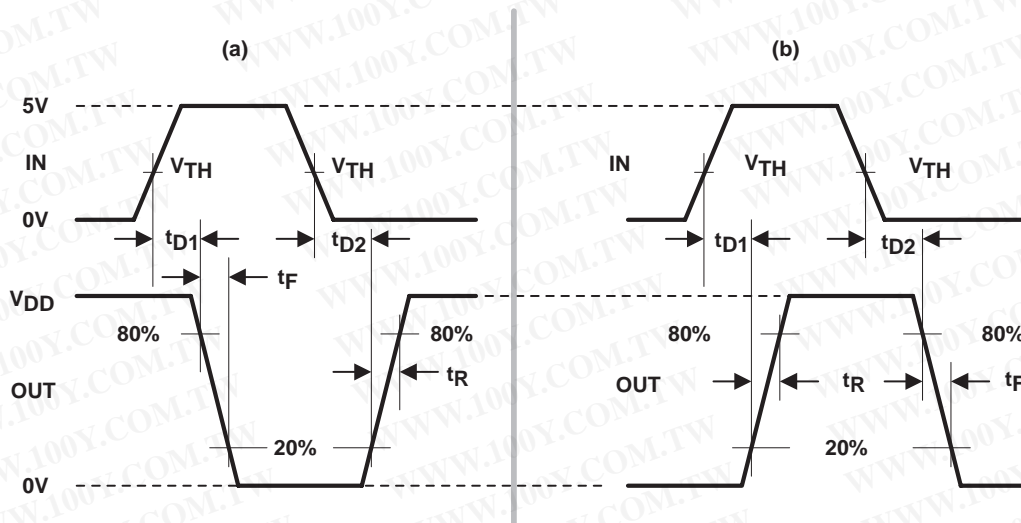 (a)
(b)
5V
IN
VTH
VTH
IN
VTH
VTH
0V
tD1
tD2
tD1
tD2
tF
VDD
80%
80%
80%
80%
OUT
tR
OUT
tR
tF
20%
20%
0V
WWW.100Y.COM.TW